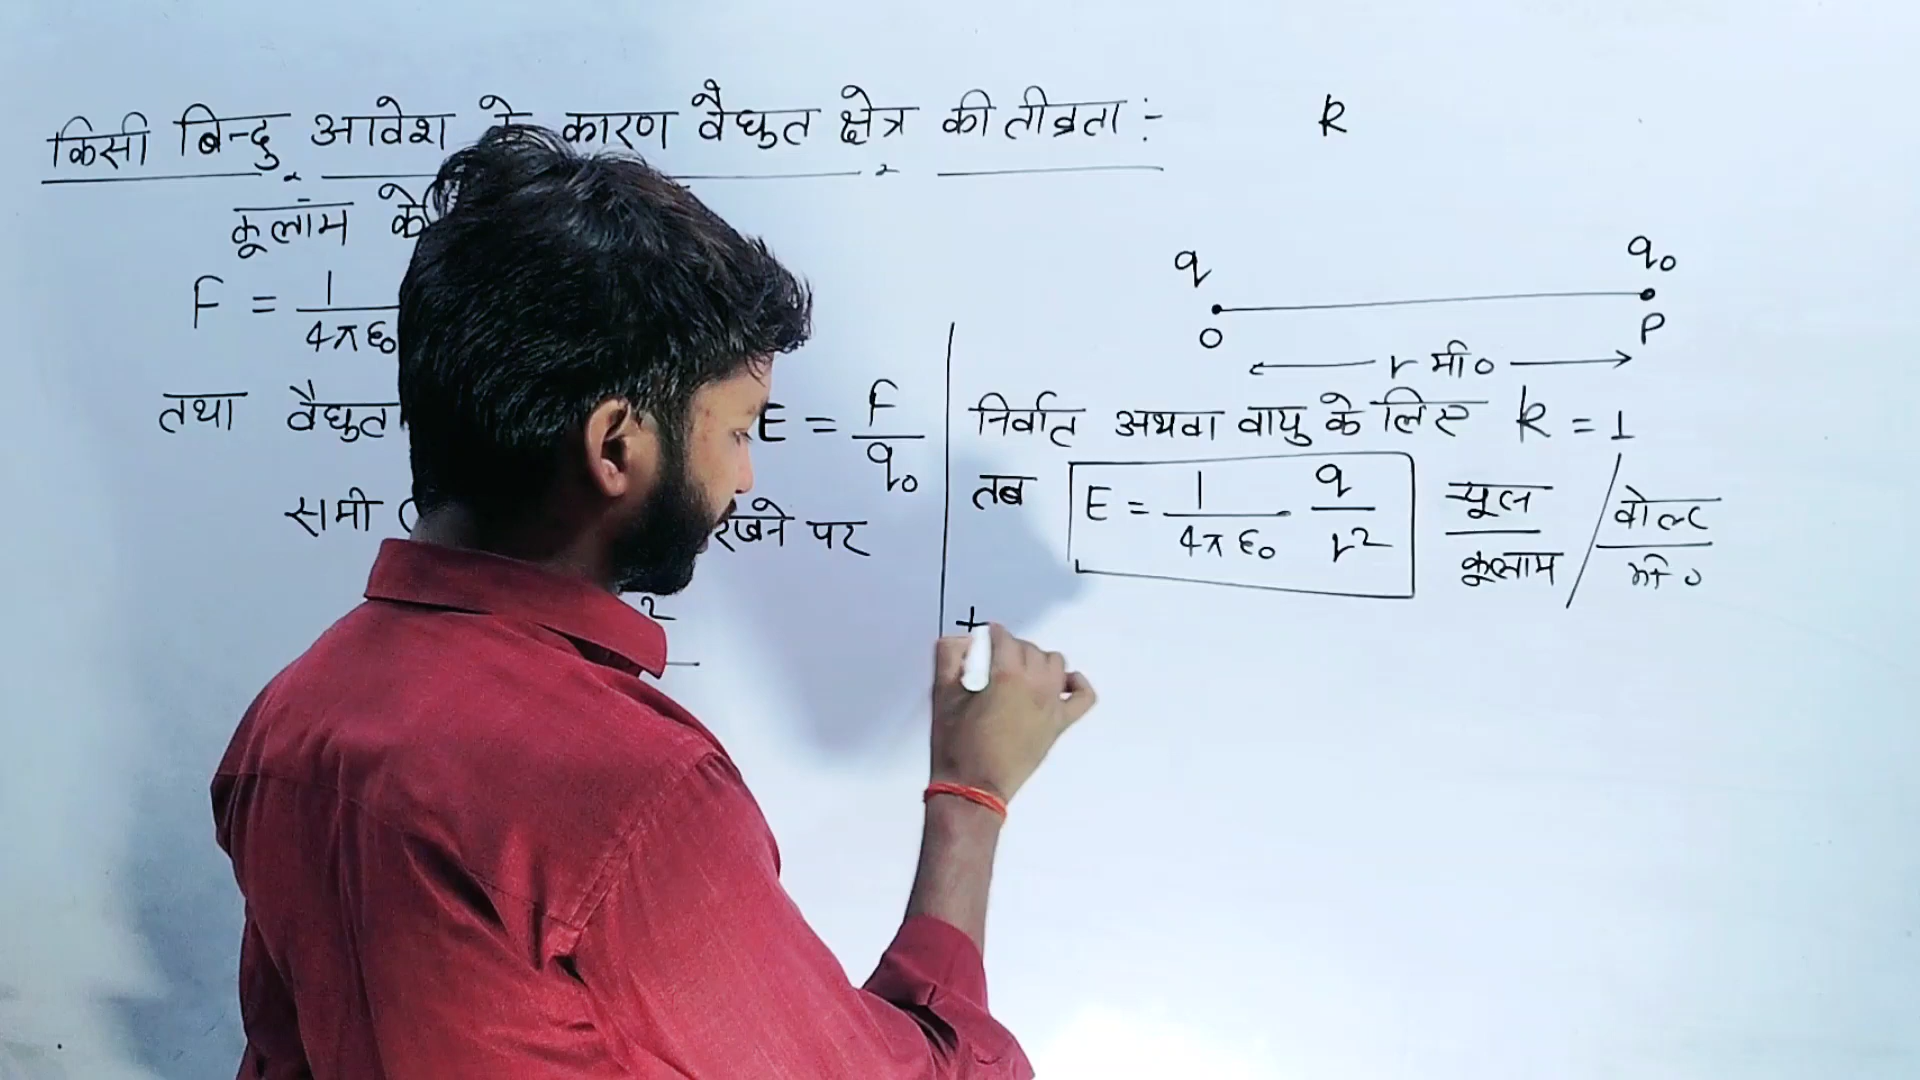 किसी बिन्दु आवेश के कारण वैद्युत क्षेत्र की तीव्रता :-
K
कूलॉम के
F = 1 / 4πε₀
तथा वैद्युत E = F / q₀
समी रखने पर
2
q q₀
O P
r मी०
निर्वात अथवा वायु के लिए K = 1
तब E = 1 / 4πε₀ q / r² न्यूटन / कूलाम / वोल्ट / मी०